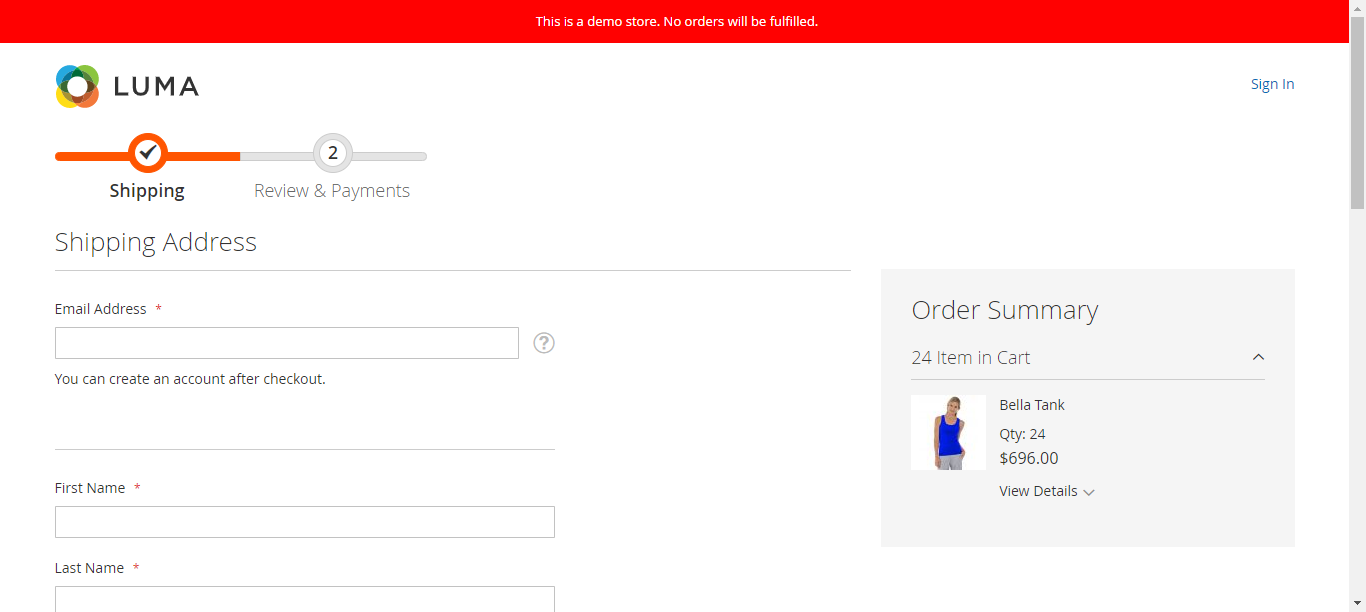 This is a demo store. No orders will be fulfilled.
LUMA
Sign In
2
Shipping
Review & Payments
Shipping Address
Email Address *
?
You can create an account after checkout.
First Name *
Last Name *
Order Summary
24 Item in Cart
Bella Tank
Qty: 24
$696.00
View Details